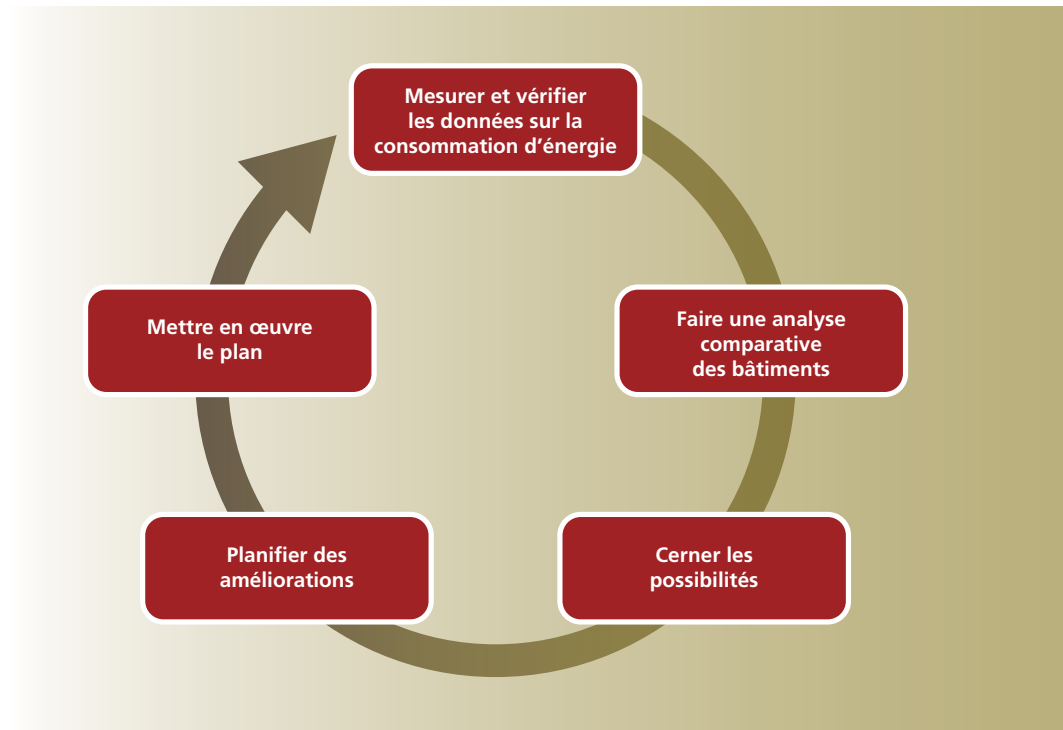 Mesurer et vérifier
les données sur la
consommation d'énergie
Faire une analyse
comparative
des bâtiments
Cerner les
possibilités
Planifier des
améliorations
Mettre en œuvre
le plan